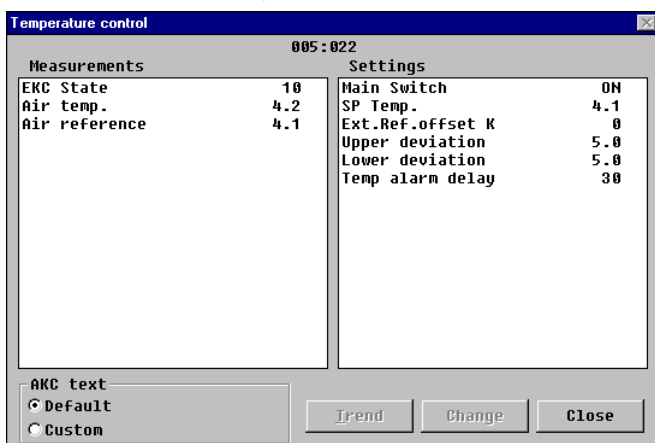 Temperature control
005:022
Measurements
Settings
EKC State 10
Air temp. 4.2
Air reference 4.1
Main Switch ON
SP Temp. 4.1
Ext.Ref.offset K 0
Upper deviation 5.0
Lower deviation 5.0
Temp alarm delay 30
AKC text
Default
Custom
Trend
Change
Close